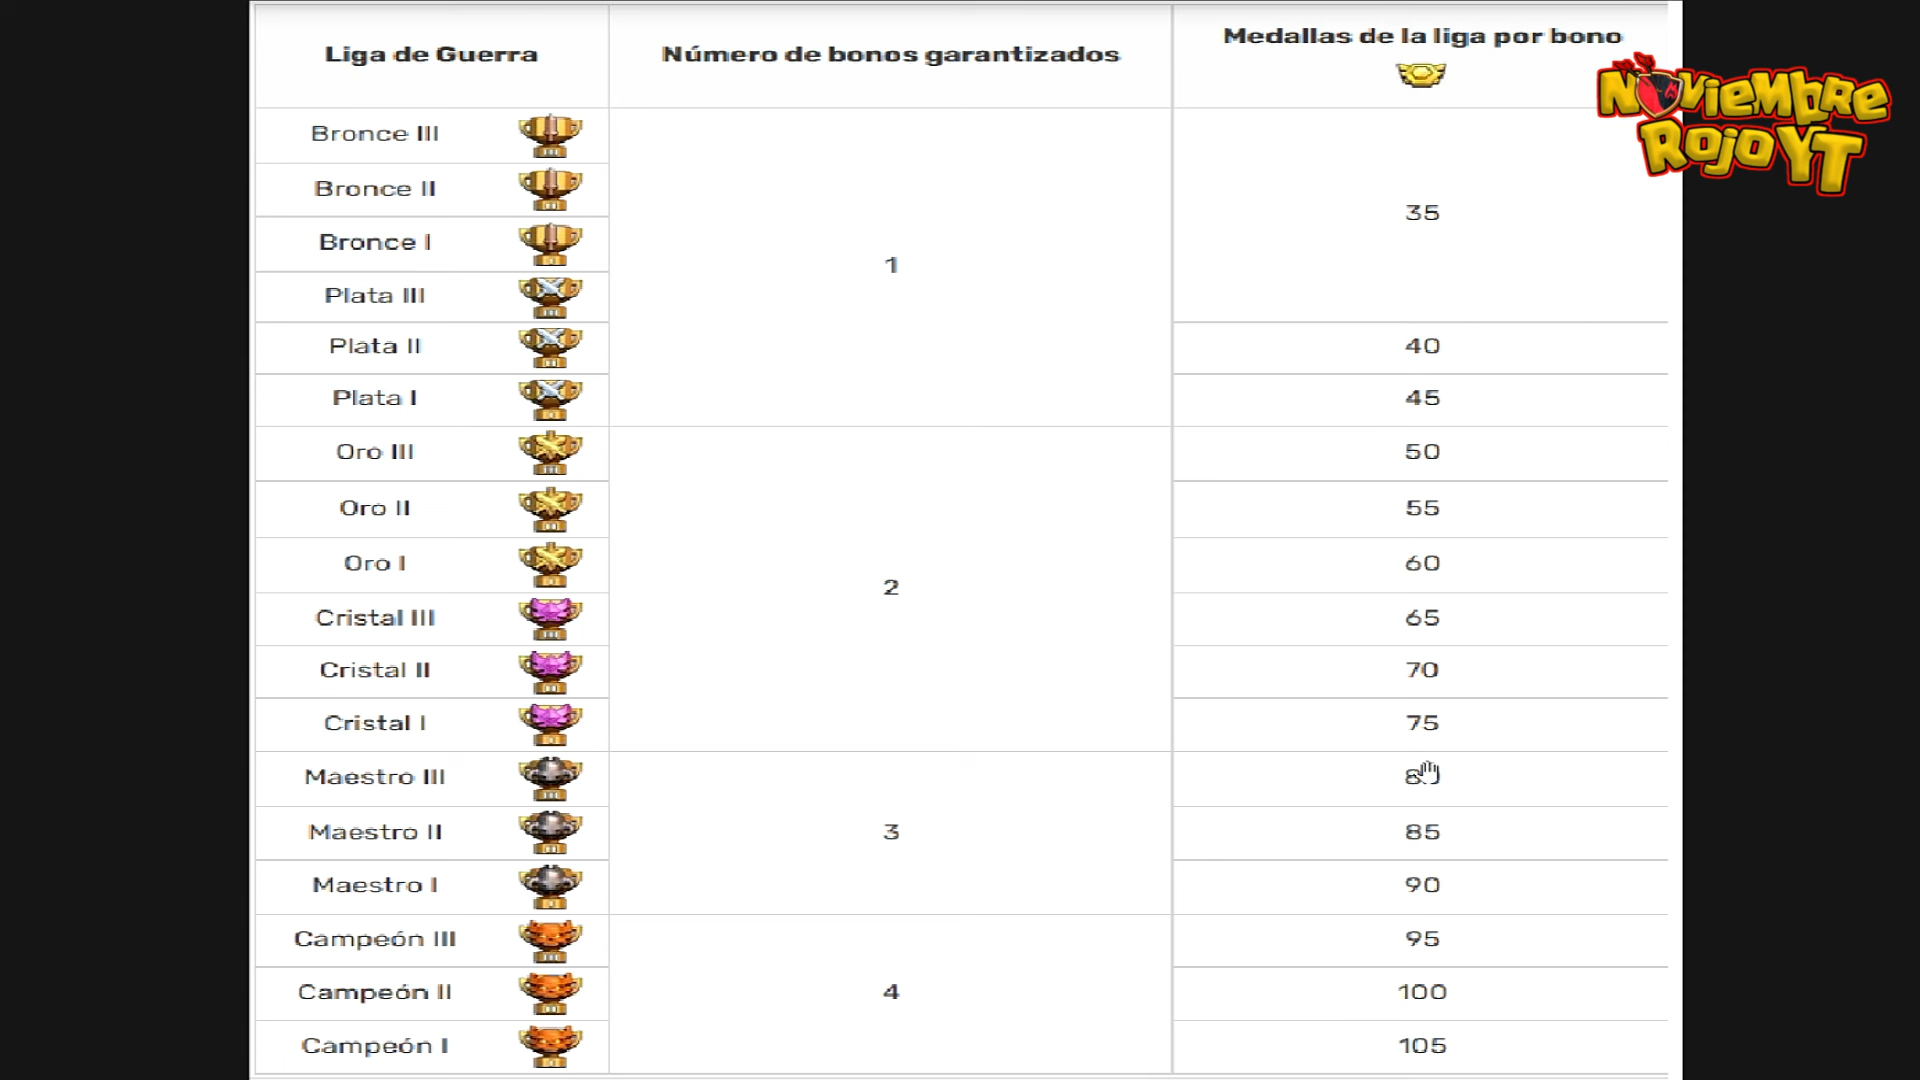 Liga de Guerra
Número de bonos garantizados
Medallas de la liga por bono
NOVIEMBRE
ROJO YT
Bronce III
Bronce II
Bronce I
Plata III
35
1
Plata II
40
Plata I
45
Oro III
50
Oro II
55
Oro I
60
2
Cristal III
65
Cristal II
70
Cristal I
75
Maestro III
Maestro II
3
85
Maestro I
90
Campeón III
95
Campeón II
4
100
Campeón I
105